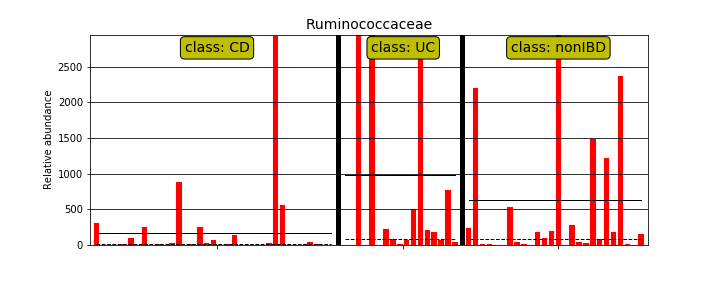 Ruminococcaceae
class: CD
class: UC
class: nonIBD
Relative abundance
2500
2000
1500
1000
500
0